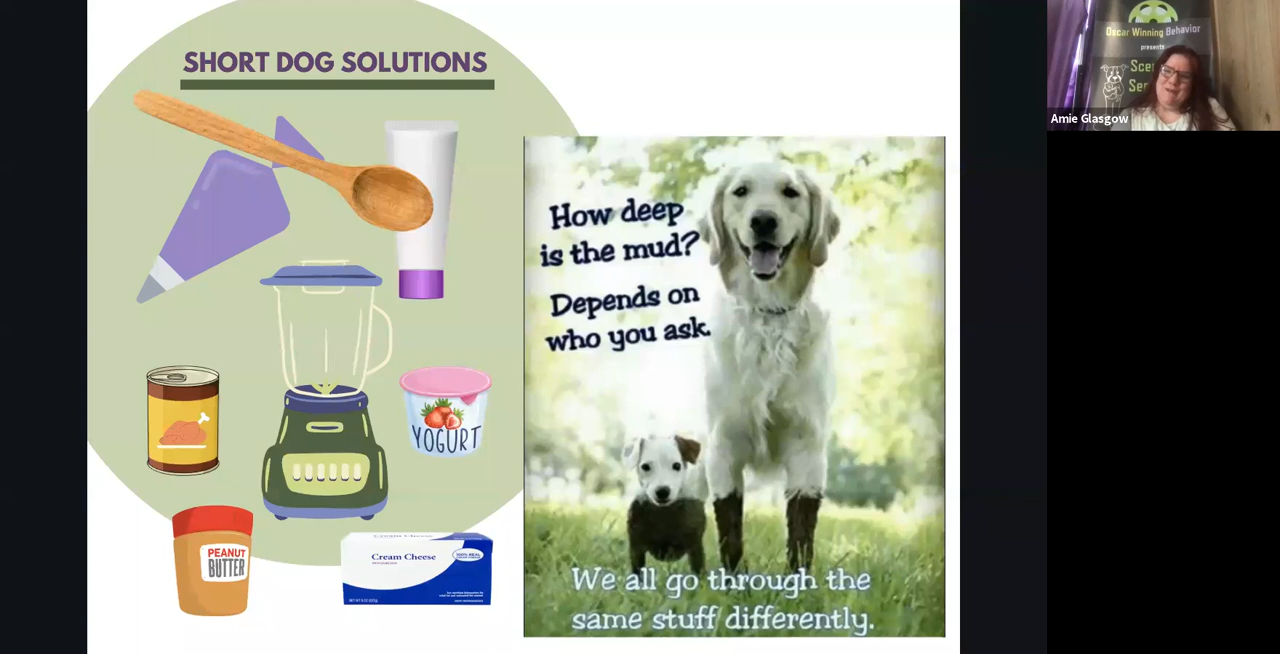 SHORT DOG SOLUTIONS
How deep
is the mud?
Depends on
who you ask.
We all go through the
same stuff differently.
YOGURT
PEANUT
BUTTER
Cream Cheese
100% REAL
Oscar Winning Behavior
presents
Amie Glasgow